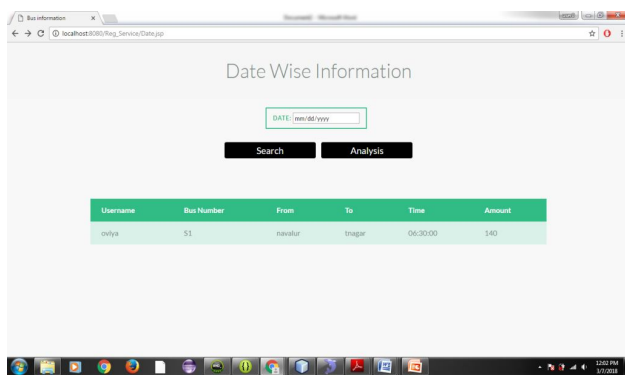 Bus information
localhost:8080/Reg_Service/Date.jsp
Date Wise Information
DATE: mm/dd/yyyy
Search Analysis
Username Bus Number From To Time Amount
oviya 51 navalur tnagar 06:30:00 140
12:02 PM
3/7/2018